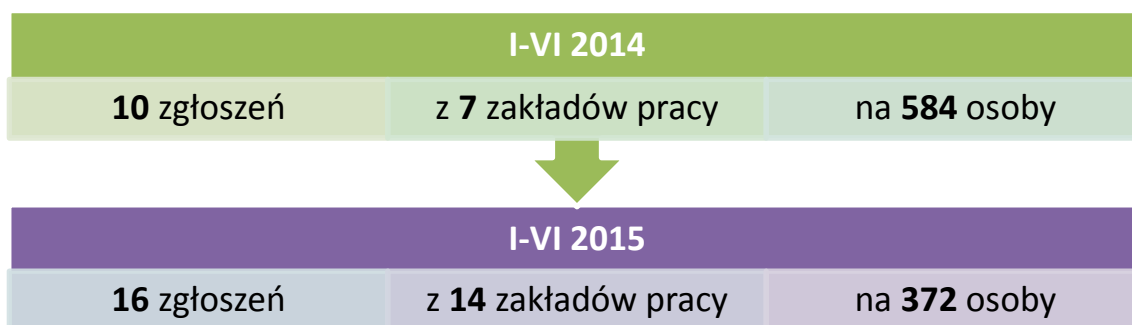 I-VI 2014
10 zgłoszeń z 7 zakładów pracy na 584 osoby
I-VI 2015
16 zgłoszeń z 14 zakładów pracy na 372 osoby